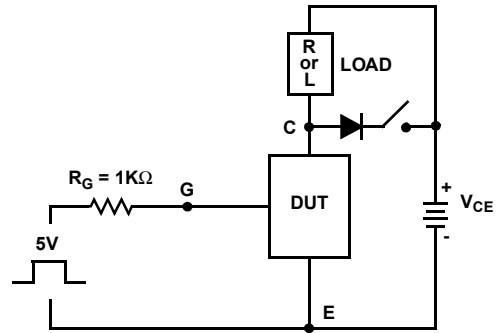 R
or
L
LOAD
C
R_G = 1KΩ
G
DUT
5V
+
V_CE
-
E